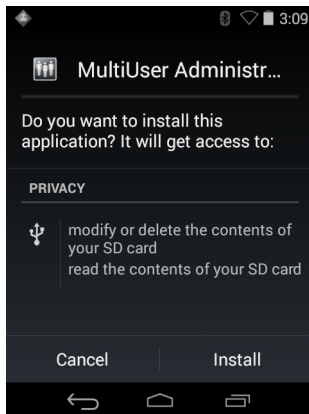 3:09
MultiUser Administr...
Do you want to install this
application? It will get access to:
PRIVACY
modify or delete the contents of
your SD card
read the contents of your SD card
Cancel
Install